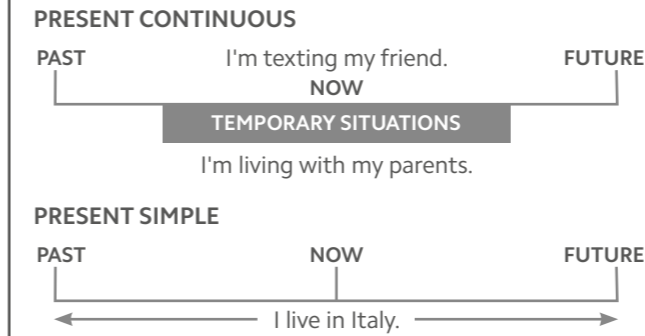 PRESENT CONTINUOUS
PAST I'm texting my friend. FUTURE
NOW
TEMPORARY SITUATIONS
I'm living with my parents.
PRESENT SIMPLE
PAST NOW FUTURE
I live in Italy.